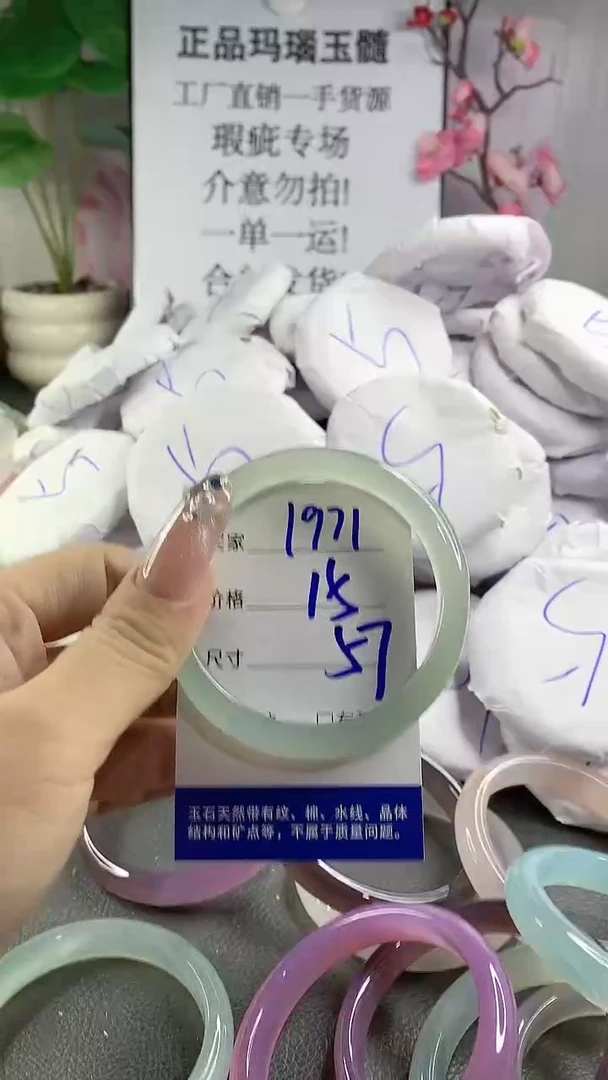 正品玛瑙玉髓
工厂直销一手货源
瑕疵专场
介意勿拍!
一单一运!
家 1971
价格 15
尺寸 57
玉石天然带有纹、棉、水线、晶体
结构和矿点等，不属于质量问题。